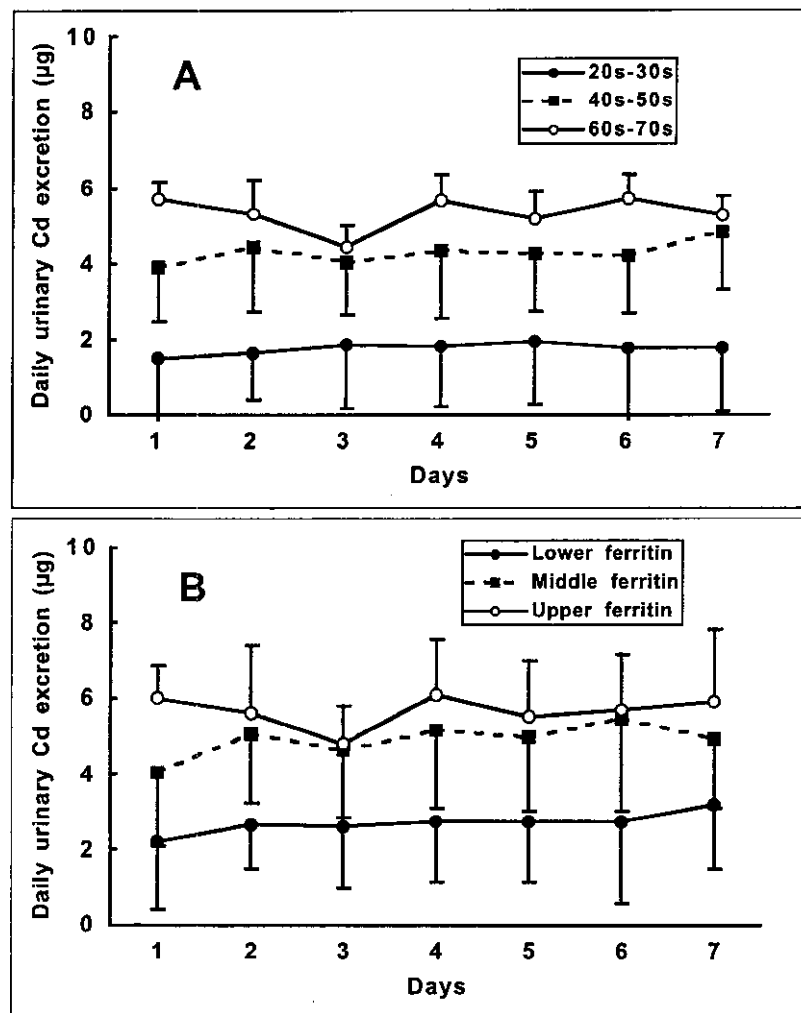 A
Daily urinary Cd excretion (µg)
10
8
6
4
2
0
20s-30s
40s-50s
60s-70s
1 2 3 4 5 6 7
Days
B
Daily urinary Cd excretion (µg)
10
8
6
4
2
0
Lower ferritin
Middle ferritin
Upper ferritin
1 2 3 4 5 6 7
Days